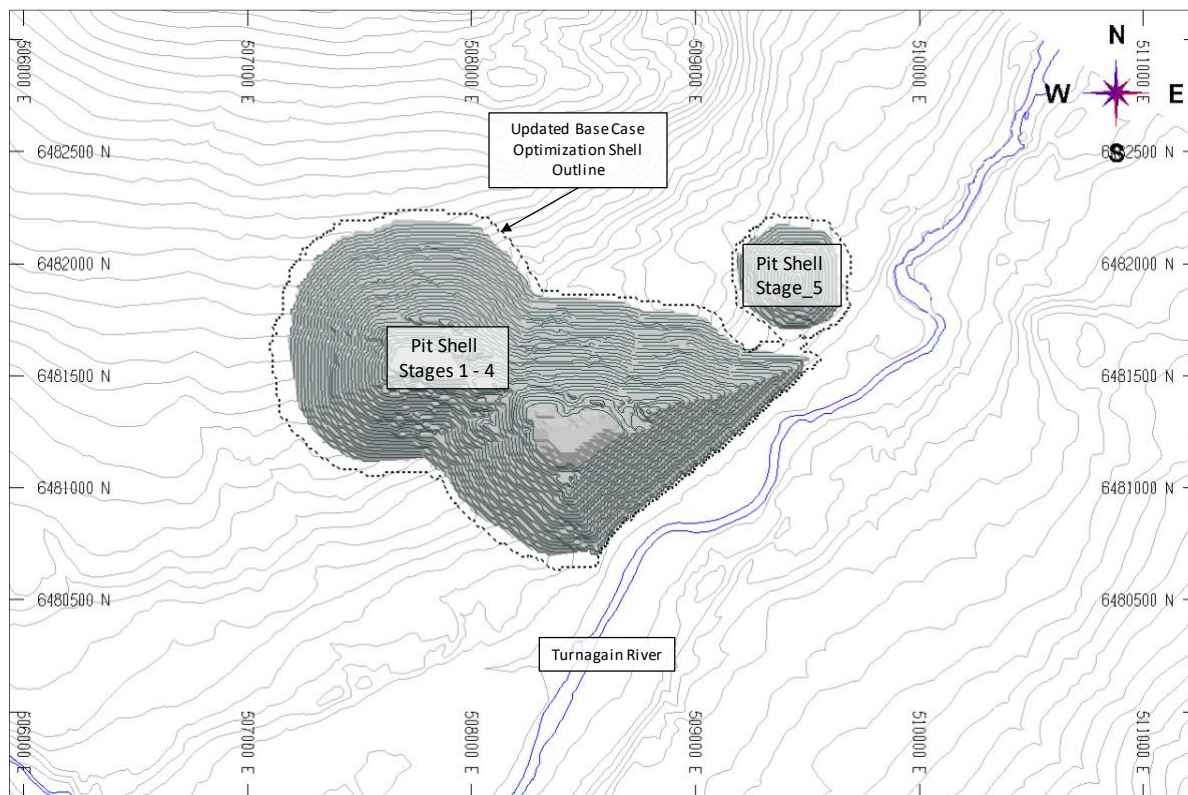 506000 E
507000 E
508000 E
509000 E
510000 E
511000 E
N
W
E
S
Updated Base Case
Optimization Shell
Outline
6482500 N
6482500 N
6482000 N
6482000 N
Pit Shell
Stage_5
Pit Shell
Stages 1 - 4
6481500 N
6481500 N
6481000 N
6481000 N
6480500 N
6480500 N
Turnagain River
506000 E
507000 E
508000 E
509000 E
510000 E
511000 E